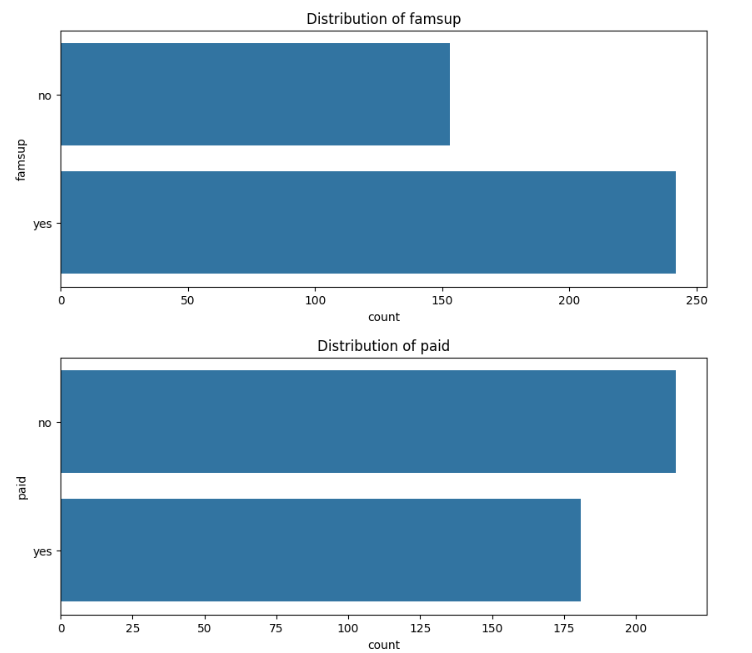 Distribution of famsup
no
famsup
yes
0 50 100 150 200 250
count
Distribution of paid
no
paid
yes
0 25 50 75 100 125 150 175 200
count